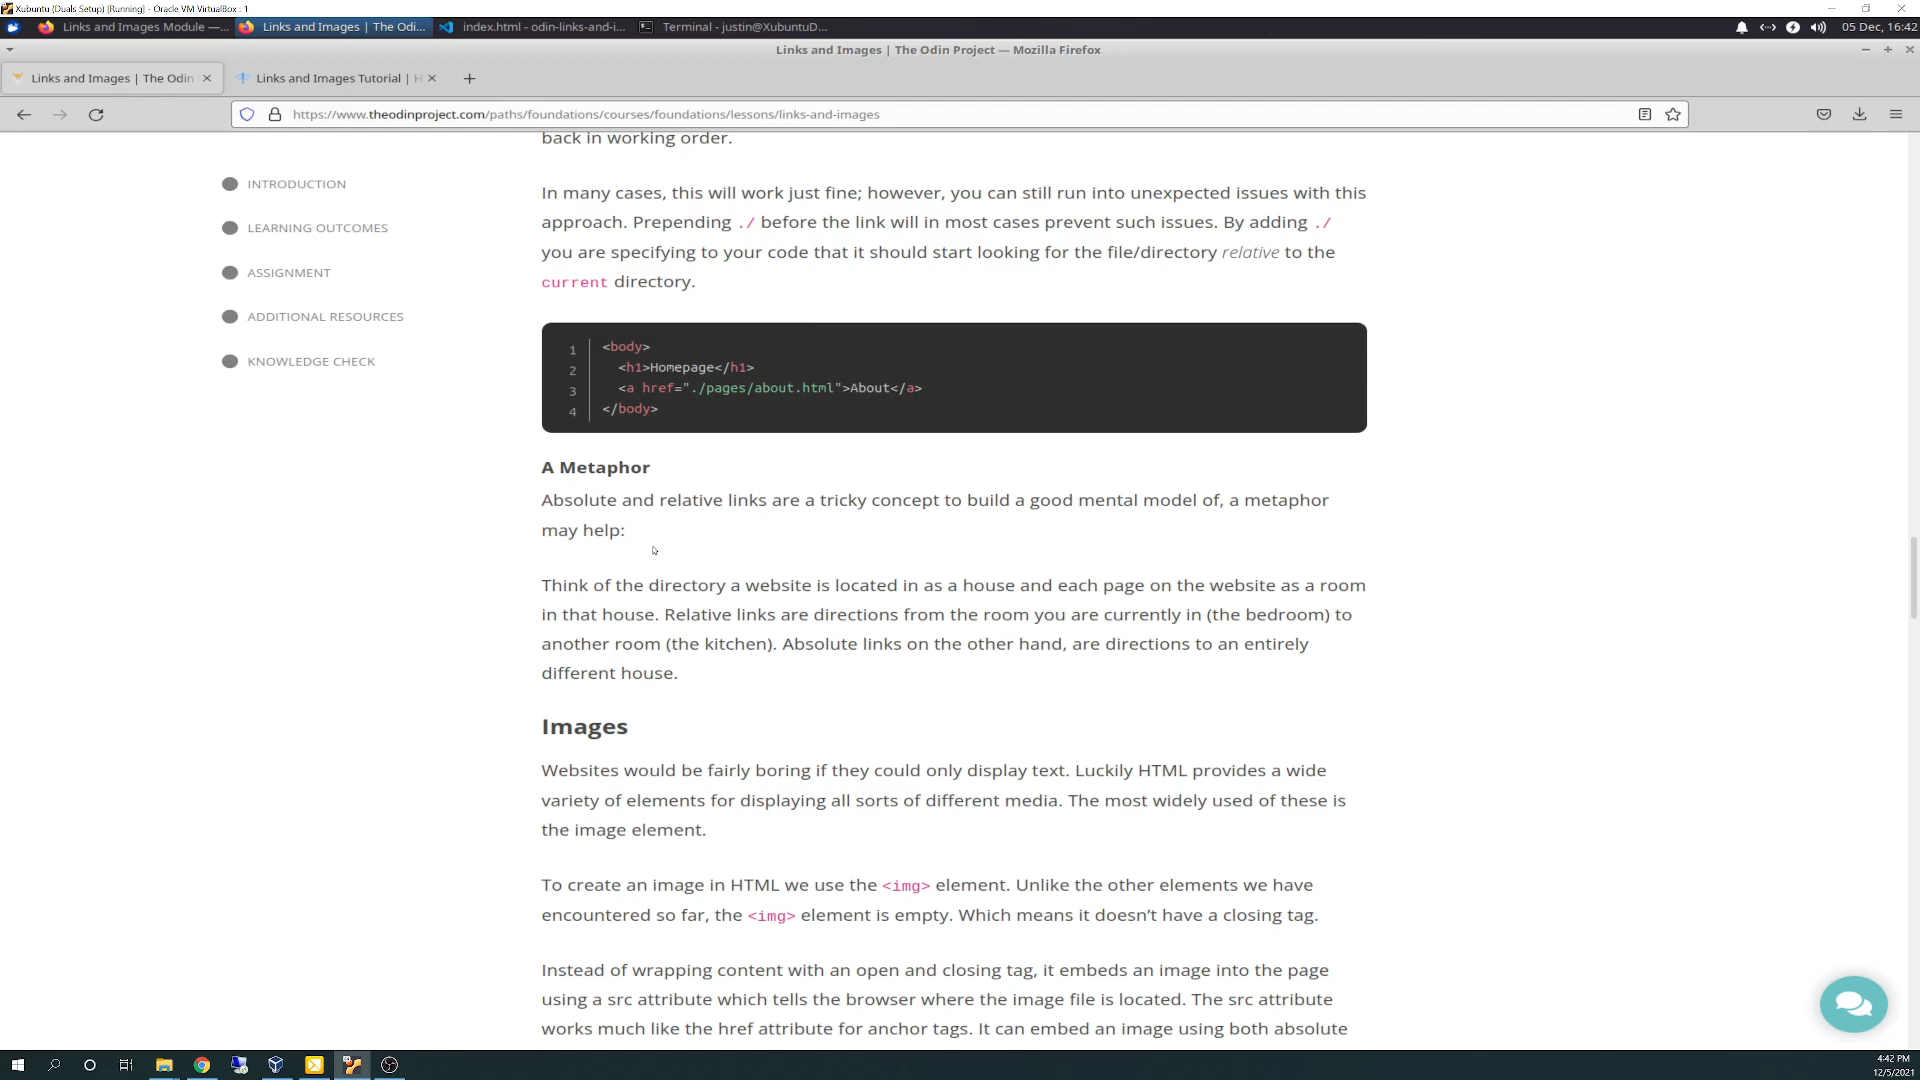 Xubuntu (Duals Setup) [Running] - Oracle VM VirtualBox : 1
Links and Images Module —...
Links and Images | The Odi...
index.html - odin-links-and-i...
Terminal - justin@XubuntuD...
05 Dec, 16:42
Links and Images | The Odin Project — Mozilla Firefox
Links and Images | The Odin
Links and Images Tutorial | H
https://www.theodinproject.com/paths/foundations/courses/foundations/lessons/links-and-images
back in working order.
INTRODUCTION
LEARNING OUTCOMES
ASSIGNMENT
ADDITIONAL RESOURCES
KNOWLEDGE CHECK
In many cases, this will work just fine; however, you can still run into unexpected issues with this
approach. Prepending ./ before the link will in most cases prevent such issues. By adding ./
you are specifying to your code that it should start looking for the file/directory relative to the
current directory.
1 <body>
2 <h1>Homepage</h1>
3 <a href="./pages/about.html">About</a>
4 </body>
A Metaphor
Absolute and relative links are a tricky concept to build a good mental model of, a metaphor
may help:
Think of the directory a website is located in as a house and each page on the website as a room
in that house. Relative links are directions from the room you are currently in (the bedroom) to
another room (the kitchen). Absolute links on the other hand, are directions to an entirely
different house.
Images
Websites would be fairly boring if they could only display text. Luckily HTML provides a wide
variety of elements for displaying all sorts of different media. The most widely used of these is
the image element.
To create an image in HTML we use the <img> element. Unlike the other elements we have
encountered so far, the <img> element is empty. Which means it doesn't have a closing tag.
Instead of wrapping content with an open and closing tag, it embeds an image into the page
using a src attribute which tells the browser where the image file is located. The src attribute
works much like the href attribute for anchor tags. It can embed an image using both absolute
4:42 PM
12/5/2021